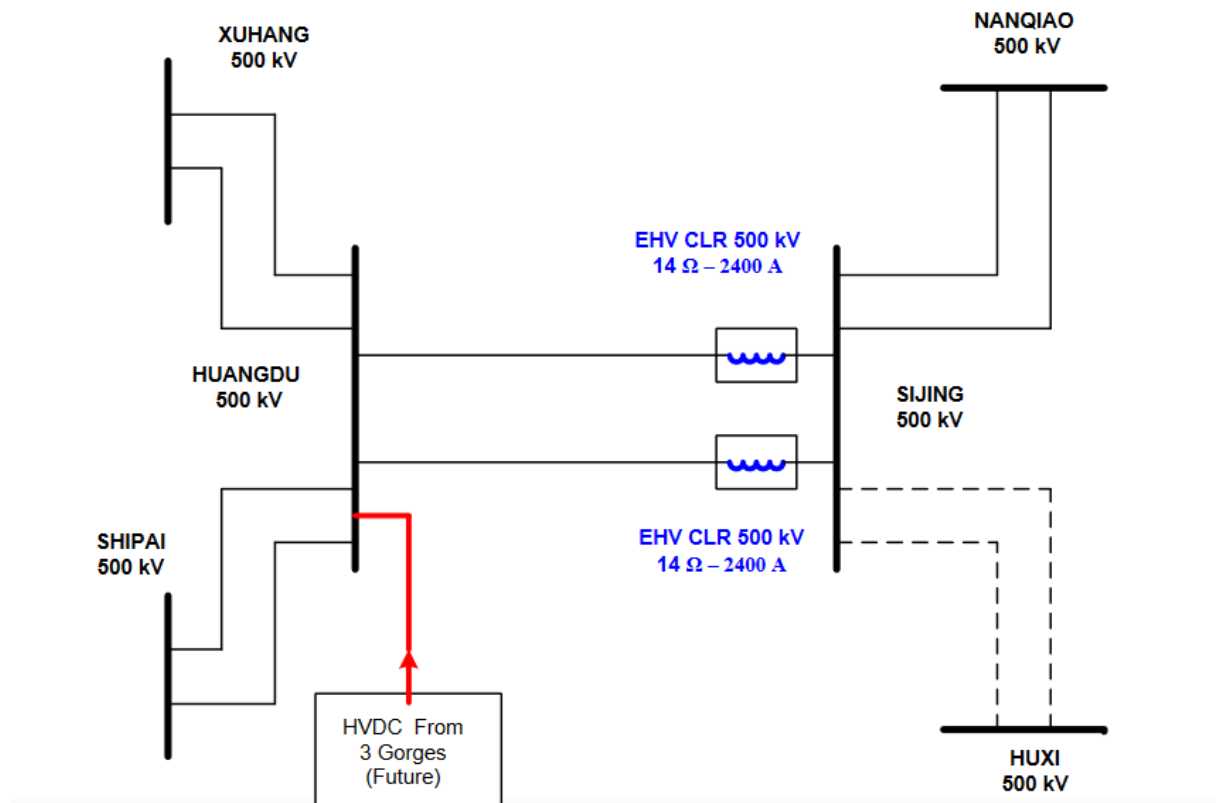 XUHANG
500 kV
NANQIAO
500 kV
EHV CLR 500 kV
14 Ω – 2400 A
HUANGDU
500 kV
SIJING
500 kV
SHIPAI
500 kV
EHV CLR 500 kV
14 Ω – 2400 A
HVDC From
3 Gorges
(Future)
HUXI
500 kV